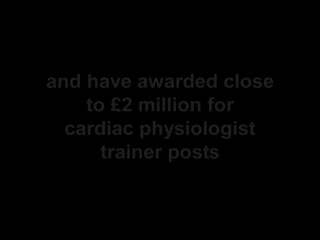 and have awarded close
to £2 million for
cardiac physiologist
trainer posts